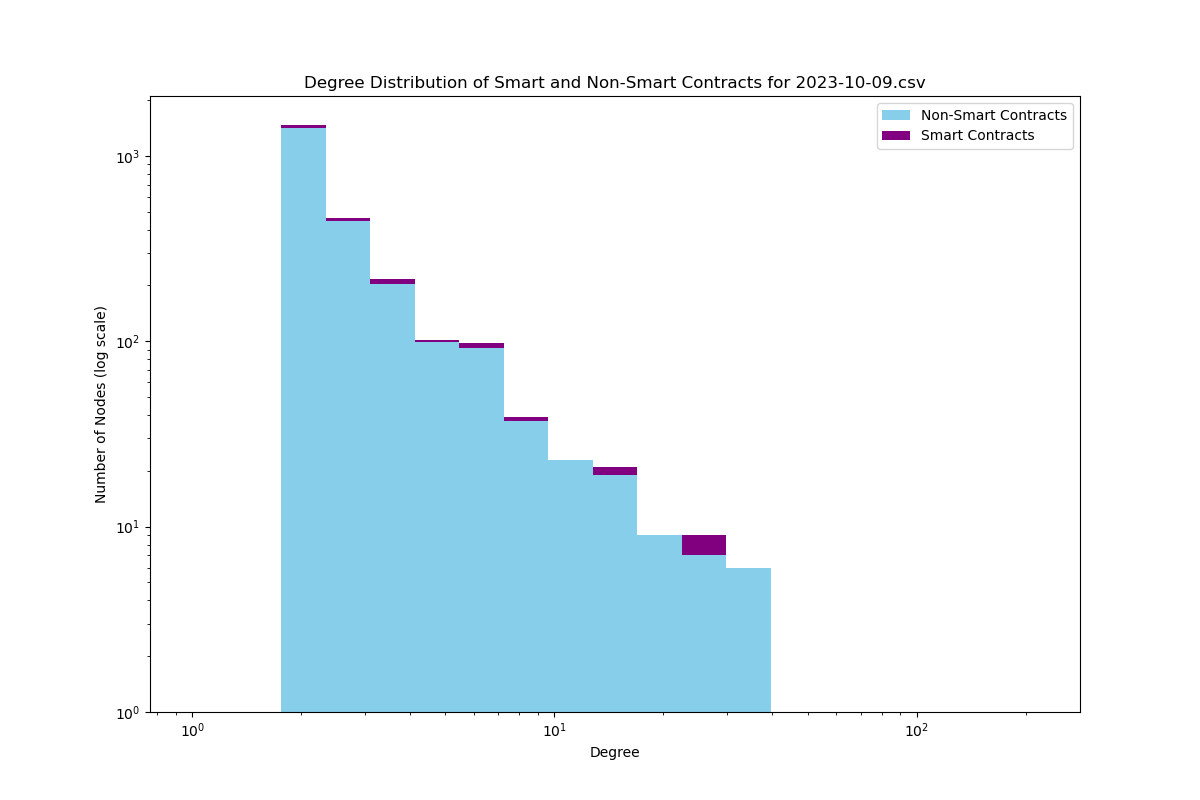 Degree Distribution of Smart and Non-Smart Contracts for 2023-10-09.csv
Non-Smart Contracts
Smart Contracts
Number of Nodes (log scale)
10³
10²
10¹
10⁰
10⁰ 10¹ 10²
Degree